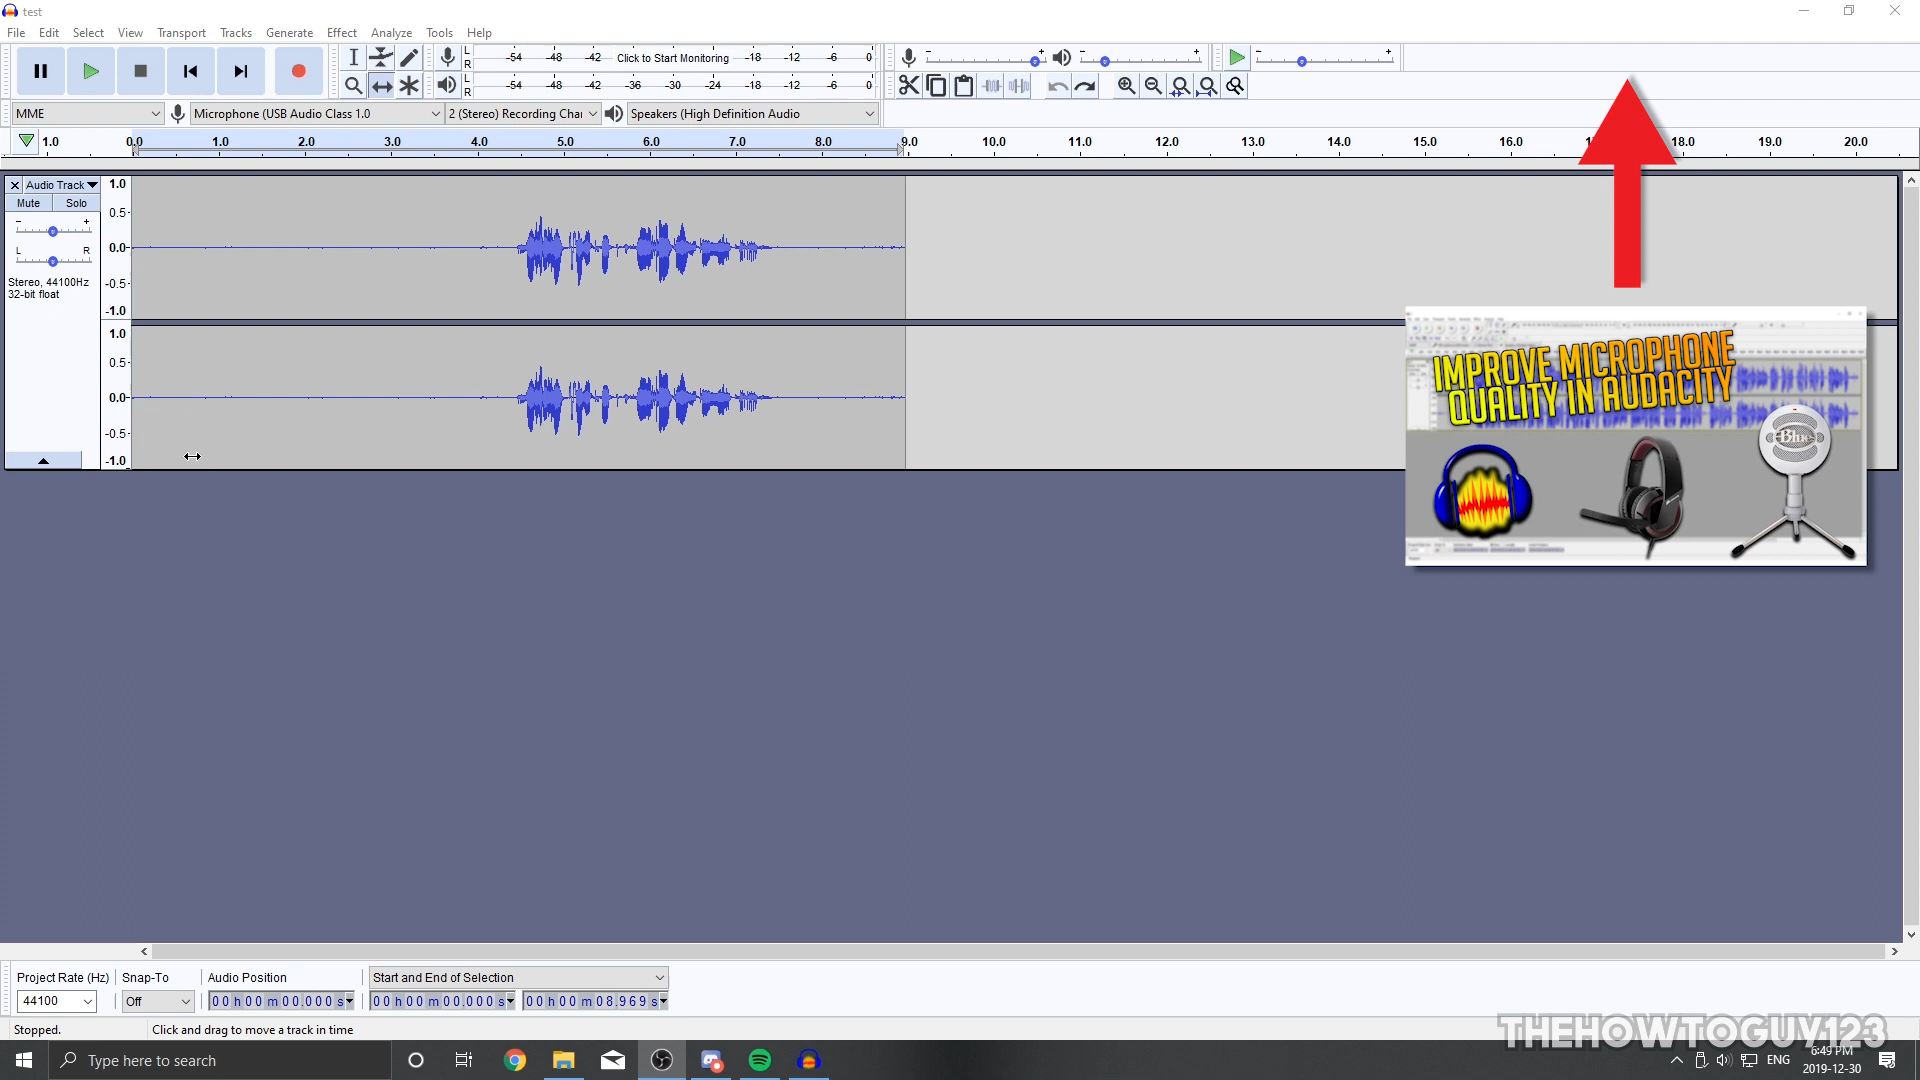 test
File Edit Select View Transport Tracks Generate Effect Analyze Tools Help
L
R
-54 -48 -42 Click to Start Monitoring -18 -12 -6 0
L
R
-54 -48 -42 -36 -30 -24 -18 -12 -6 0
MME Microphone (USB Audio Class 1.0 2 (Stereo) Recording Chai Speakers (High Definition Audio
1.0 0.0 1.0 2.0 3.0 4.0 5.0 6.0 7.0 8.0 9.0 10.0 11.0 12.0 13.0 14.0 15.0 16.0 18.0 19.0 20.0
Audio Track
Mute Solo
L R
Stereo, 44100Hz
32-bit float
1.0
0.5
0.0
-0.5
-1.0
1.0
0.5
0.0
-0.5
-1.0
IMPROVE MICROPHONE
QUALITY IN AUDACITY
Blue
Project Rate (Hz) Snap-To Audio Position Start and End of Selection
44100 Off 00 h 00 m 00.000 s 00 h 00 m 00.000 s 00 h 00 m 08.969 s
Stopped. Click and drag to move a track in time
THEHOWTOGUY123
Type here to search
ENG
6:49 PM
2019-12-30